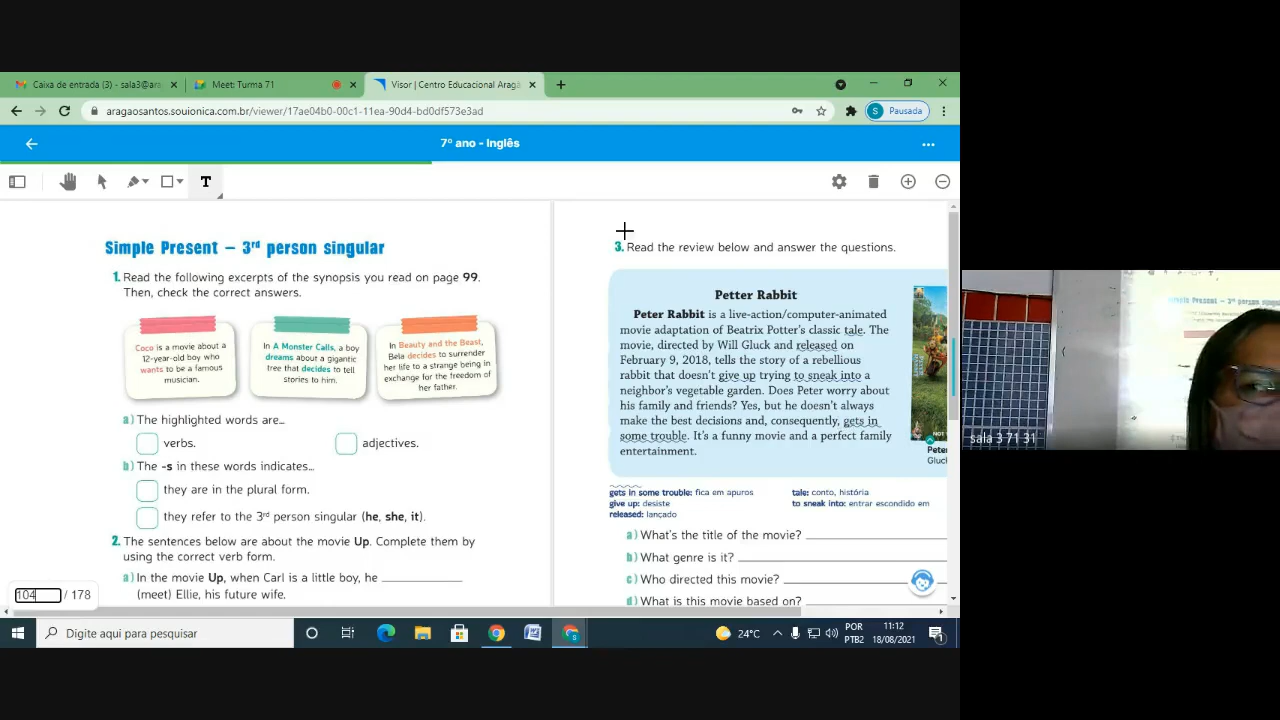 Caixa de entrada (3) - sala3@ara
Meet: Turma 71
Visor | Centro Educacional Aragã
aragaosantos.souionica.com.br/viewer/17ae04b0-00c1-11ea-90d4-bd0df573e3ad
S Pausada
7º ano - Inglês
T
Simple Present – 3rd person singular
1. Read the following excerpts of the synopsis you read on page 99.
Then, check the correct answers.
Coco is a movie about a
12-year-old boy who
wants to be a famous
musician.
In A Monster Calls, a boy
dreams about a gigantic
tree that decides to tell
stories to him.
In Beauty and the Beast,
Bela decides to surrender
her life to a strange being in
exchange for the freedom of
her father.
a) The highlighted words are...
verbs.
adjectives.
b) The -s in these words indicates...
they are in the plural form.
they refer to the 3rd person singular (he, she, it).
2. The sentences below are about the movie Up. Complete them by
using the correct verb form.
a) In the movie Up, when Carl is a little boy, he ____________
(meet) Ellie, his future wife.
104 / 178
3. Read the review below and answer the questions.
Petter Rabbit
Peter Rabbit is a live-action/computer-animated
movie adaptation of Beatrix Potter's classic tale. The
movie, directed by Will Gluck and released on
February 9, 2018, tells the story of a rebellious
rabbit that doesn't give up trying to sneak into a
neighbor's vegetable garden. Does Peter worry about
his family and friends? Yes, but he doesn't always
make the best decisions and, consequently, gets in
some trouble. It's a funny movie and a perfect family
entertainment.
Peter
Gluc
gets in some trouble: fica em apuros
give up: desiste
released: lançado
tale: conto, história
to sneak into: entrar escondido em
a) What's the title of the movie?
b) What genre is it?
c) Who directed this movie?
d) What is this movie based on?
sala 3 71 31
Digite aqui para pesquisar
24°C
POR
PTB2
11:12
18/08/2021
1